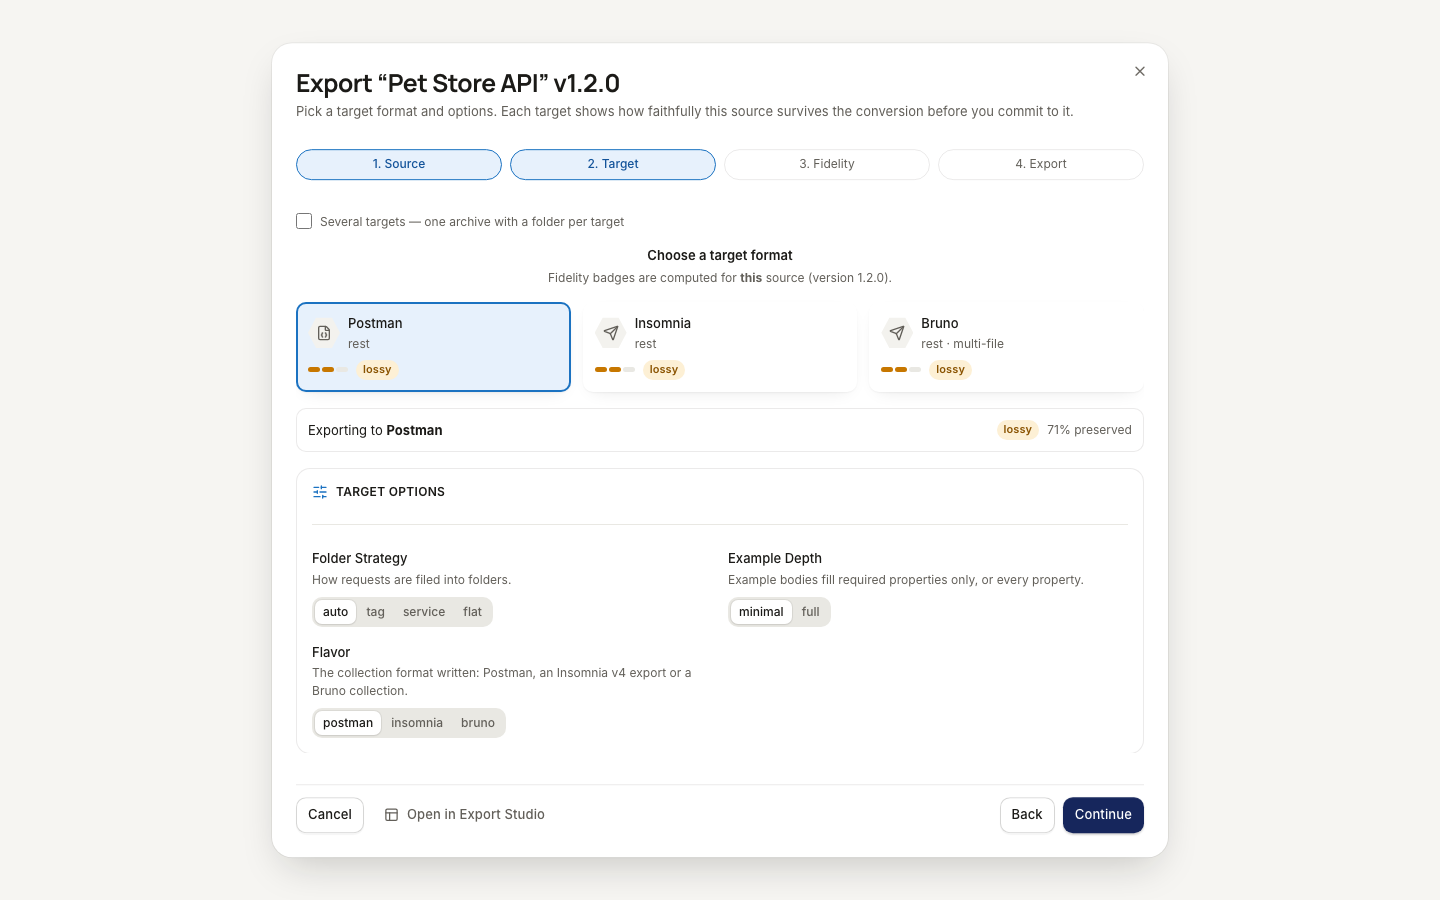 Export “Pet Store API” v1.2.0
Pick a target format and options. Each target shows how faithfully this source survives the conversion before you commit to it.
1. Source
2. Target
3. Fidelity
4. Export
Several targets — one archive with a folder per target
Choose a target format
Fidelity badges are computed for this source (version 1.2.0).
Postman
rest
lossy
Insomnia
rest
lossy
Bruno
rest · multi-file
lossy
Exporting to Postman
lossy 71% preserved
TARGET OPTIONS
Folder Strategy
How requests are filed into folders.
auto tag service flat
Example Depth
Example bodies fill required properties only, or every property.
minimal full
Flavor
The collection format written: Postman, an Insomnia v4 export or a
Bruno collection.
postman insomnia bruno
Cancel
Open in Export Studio
Back
Continue